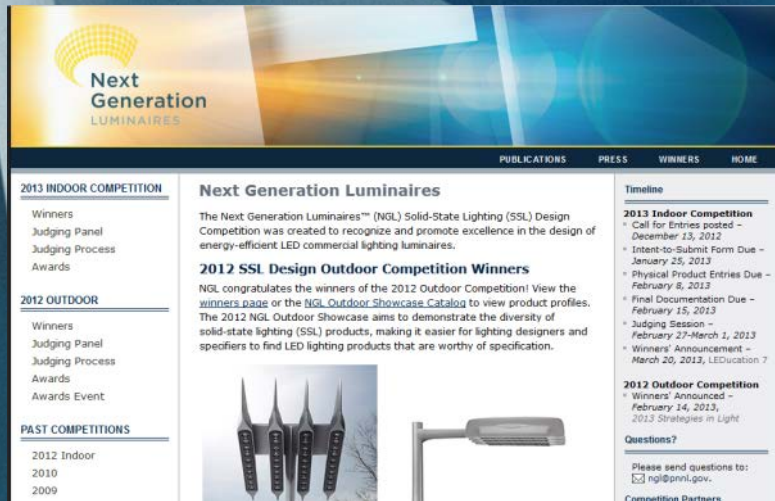 Next
Generation
LUMINAIRES
PUBLICATIONS PRESS WINNERS HOME
2013 INDOOR COMPETITION
Winners
Judging Panel
Judging Process
Awards
2012 OUTDOOR
Winners
Judging Panel
Judging Process
Awards
Awards Event
PAST COMPETITIONS
2012 Indoor
2010
2009
Next Generation Luminaires
The Next Generation Luminaires™ (NGL) Solid-State Lighting (SSL) Design
Competition was created to recognize and promote excellence in the design of
energy-efficient LED commercial lighting luminaires.
2012 SSL Design Outdoor Competition Winners
NGL congratulates the winners of the 2012 Outdoor Competition! View the
winners page or the NGL Outdoor Showcase Catalog to view product profiles.
The 2012 NGL Outdoor Showcase aims to demonstrate the diversity of
solid-state lighting (SSL) products, making it easier for lighting designers and
specifiers to find LED lighting products that are worthy of specification.
Timeline
2013 Indoor Competition
Call for Entries posted –
December 13, 2012
Intent-to-Submit Form Due –
January 25, 2013
Physical Product Entries Due –
February 8, 2013
Final Documentation Due –
February 15, 2013
Judging Session –
February 27-March 1, 2013
Winners' Announcement –
March 20, 2013, LEDucation 7
2012 Outdoor Competition
Winners' Announced –
February 14, 2013,
2013 Strategies in Light
Questions?
Please send questions to:
ngl@pnnl.gov.
Competition Partners